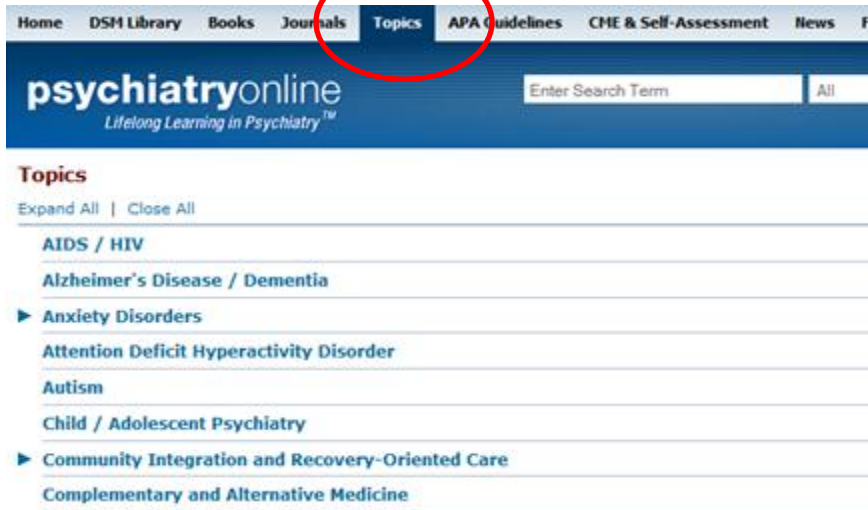 Home DSM Library Books Journals Topics APA Guidelines CME & Self-Assessment News
psychiatryonline
Lifelong Learning in Psychiatry™
Enter Search Term All
Topics
Expand All | Close All
AIDS / HIV
Alzheimer's Disease / Dementia
Anxiety Disorders
Attention Deficit Hyperactivity Disorder
Autism
Child / Adolescent Psychiatry
Community Integration and Recovery-Oriented Care
Complementary and Alternative Medicine